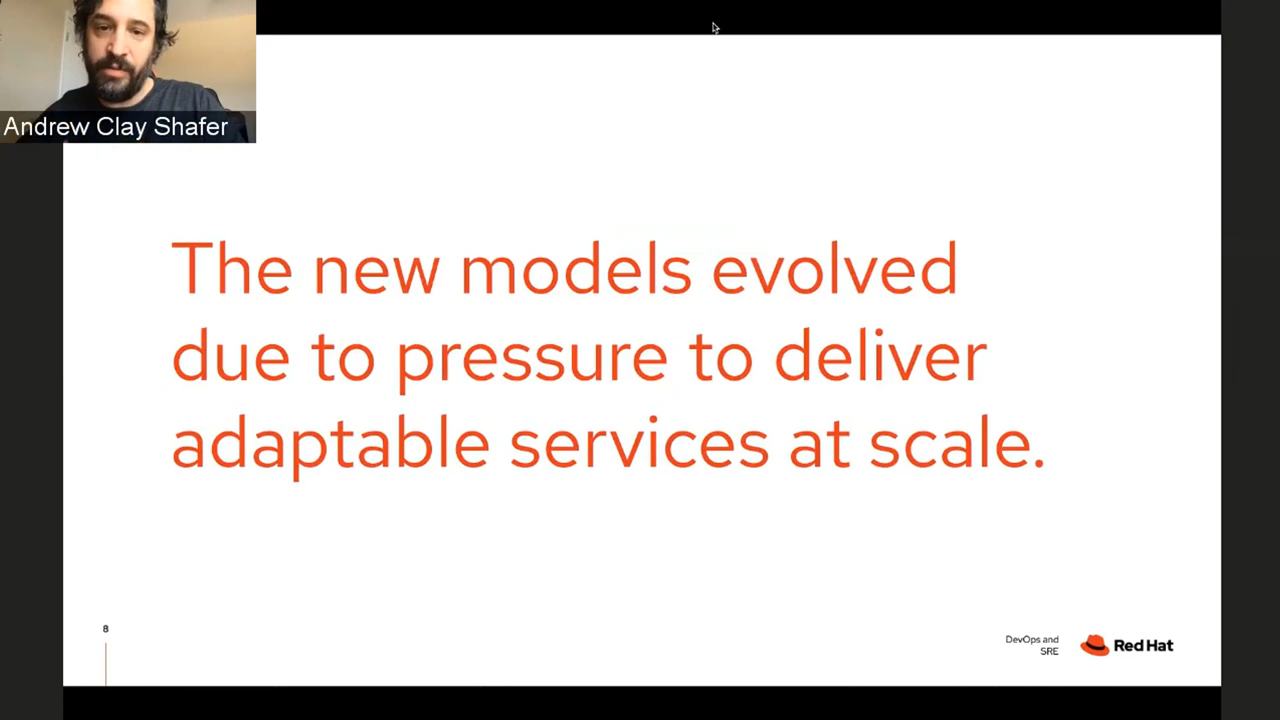 Andrew Clay Shafer
The new models evolved
due to pressure to deliver
adaptable services at scale.
8
DevOps and
SRE
Red Hat